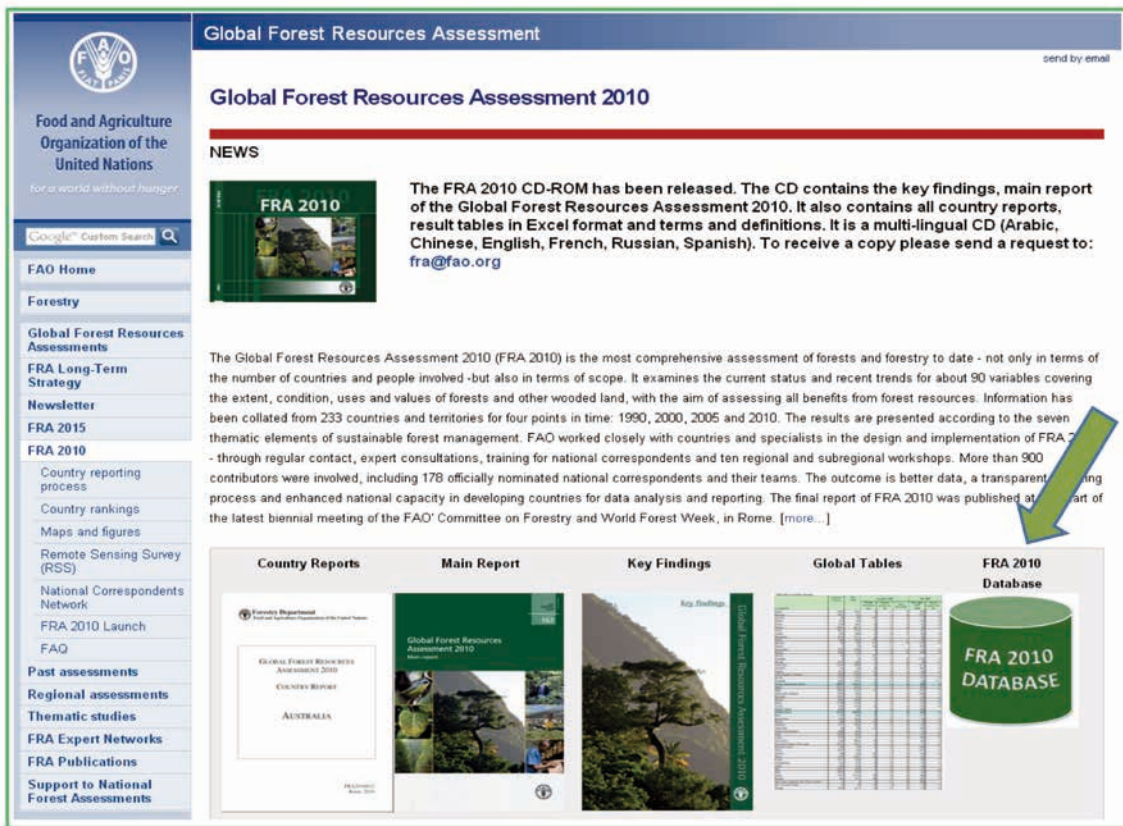 Global Forest Resources Assessment
send by email
FAO
FIAT PANIS
Food and Agriculture
Organization of the
United Nations
for a world without hunger
Google™ Custom Search
FAO Home
Forestry
Global Forest Resources
Assessments
FRA Long-Term
Strategy
Newsletter
FRA 2015
FRA 2010
Country reporting
process
Country rankings
Maps and figures
Remote Sensing Survey
(RSS)
National Correspondents
Network
FRA 2010 Launch
FAQ
Past assessments
Regional assessments
Thematic studies
FRA Expert Networks
FRA Publications
Support to National
Forest Assessments
Global Forest Resources Assessment 2010
NEWS
FRA 2010
The FRA 2010 CD-ROM has been released. The CD contains the key findings, main report
of the Global Forest Resources Assessment 2010. It also contains all country reports,
result tables in Excel format and terms and definitions. It is a multi-lingual CD (Arabic,
Chinese, English, French, Russian, Spanish). To receive a copy please send a request to:
fra@fao.org
The Global Forest Resources Assessment 2010 (FRA 2010) is the most comprehensive assessment of forests and forestry to date - not only in terms of
the number of countries and people involved -but also in terms of scope. It examines the current status and recent trends for about 90 variables covering
the extent, condition, uses and values of forests and other wooded land, with the aim of assessing all benefits from forest resources. Information has
been collated from 233 countries and territories for four points in time: 1990, 2000, 2005 and 2010. The results are presented according to the seven
thematic elements of sustainable forest management. FAO worked closely with countries and specialists in the design and implementation of FRA 2
- through regular contact, expert consultations, training for national correspondents and ten regional and subregional workshops. More than 900
contributors were involved, including 178 officially nominated national correspondents and their teams. The outcome is better data, a transparent ing
process and enhanced national capacity in developing countries for data analysis and reporting. The final report of FRA 2010 was published at art of
the latest biennial meeting of the FAO' Committee on Forestry and World Forest Week, in Rome. [more...]
Country Reports
Forestry Department
Food and Agriculture Organization of the United Nations
GLOBAL FOREST RESOURCES
ASSESSMENT 2010
COUNTRY REPORT
AUSTRALIA
Main Report
Global Forest Resources
Assessment 2010
Main report
Key Findings
Key findings
Global Forest Resources Assessment 2010
Global Tables
FRA 2010
Database
FRA 2010
DATABASE